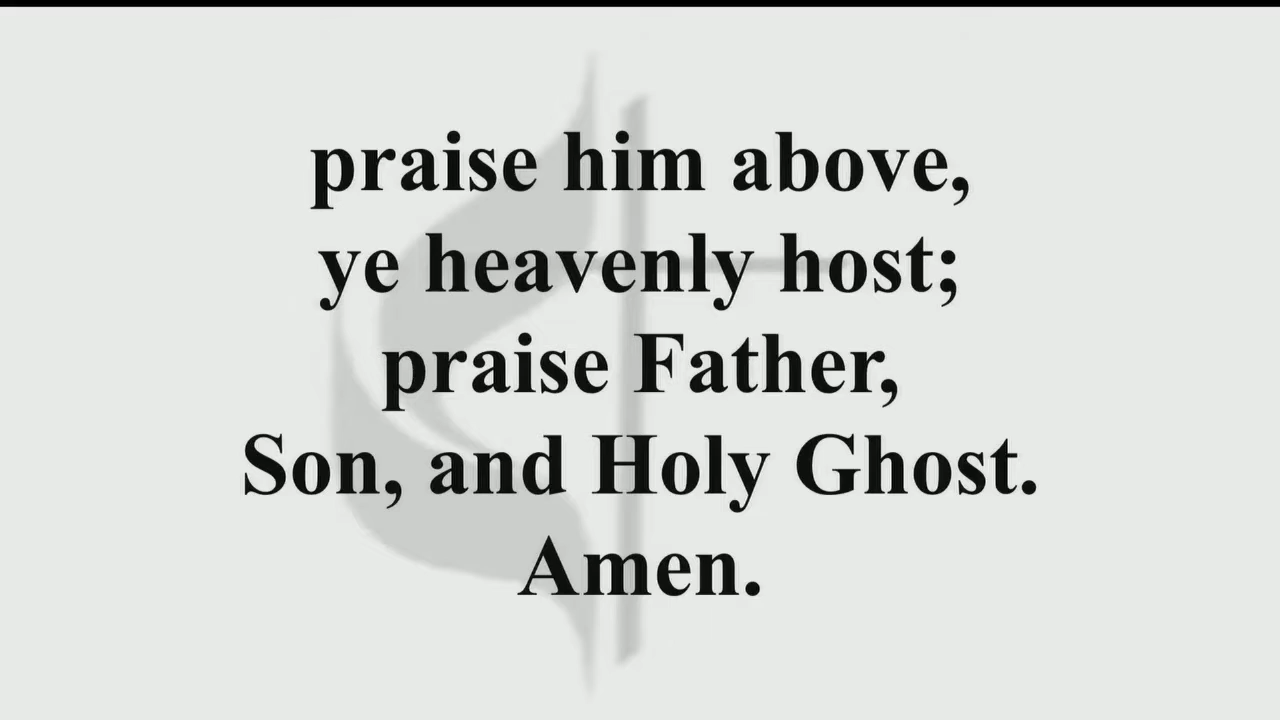 praise him above,
ye heavenly host;
praise Father,
Son, and Holy Ghost.
Amen.